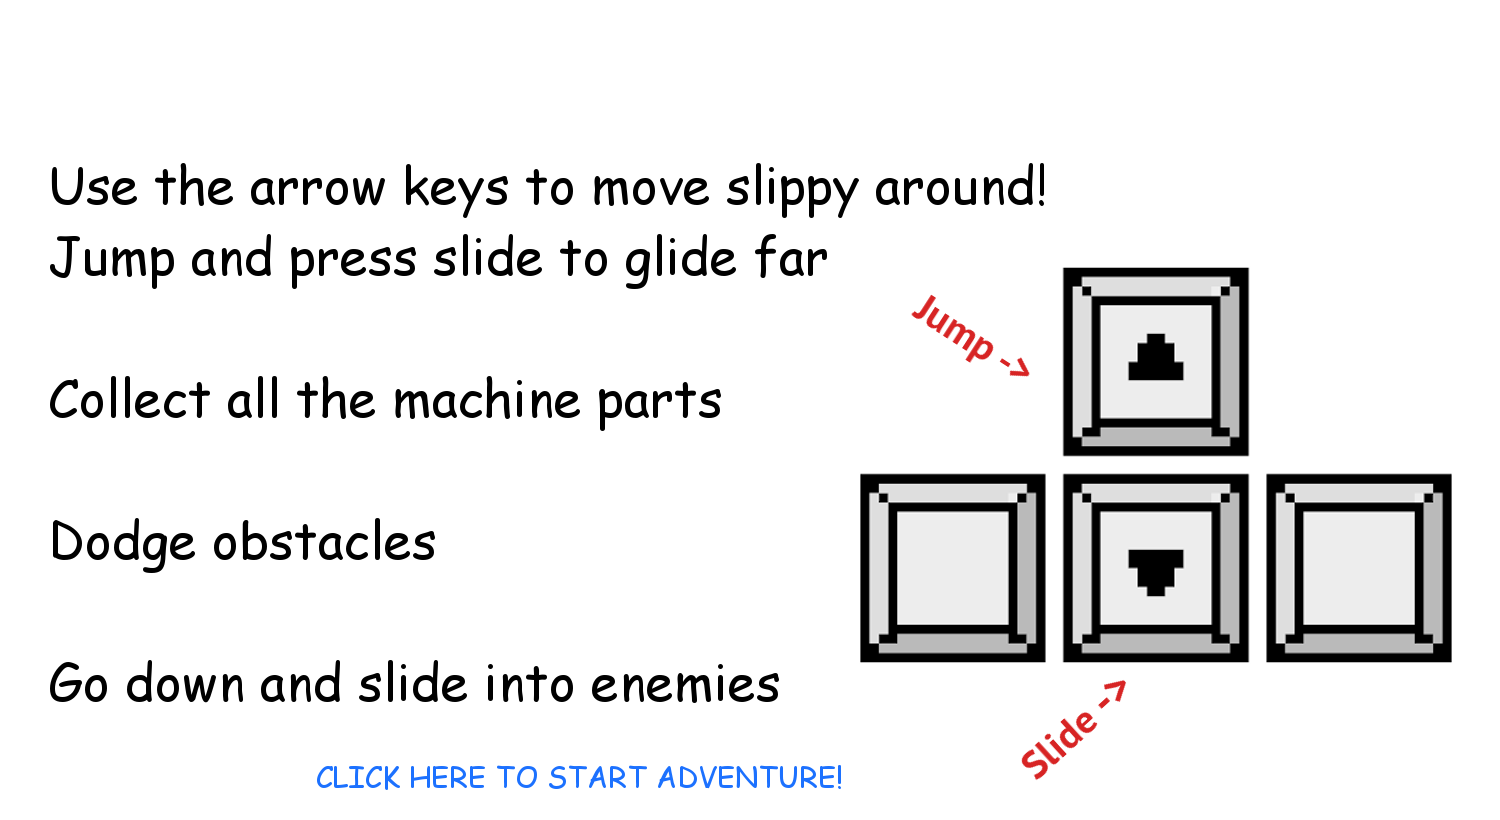 Use the arrow keys to move slippy around!
Jump and press slide to glide far
Jump ->
Collect all the machine parts
Dodge obstacles
Go down and slide into enemies
Slide ->
CLICK HERE TO START ADVENTURE!